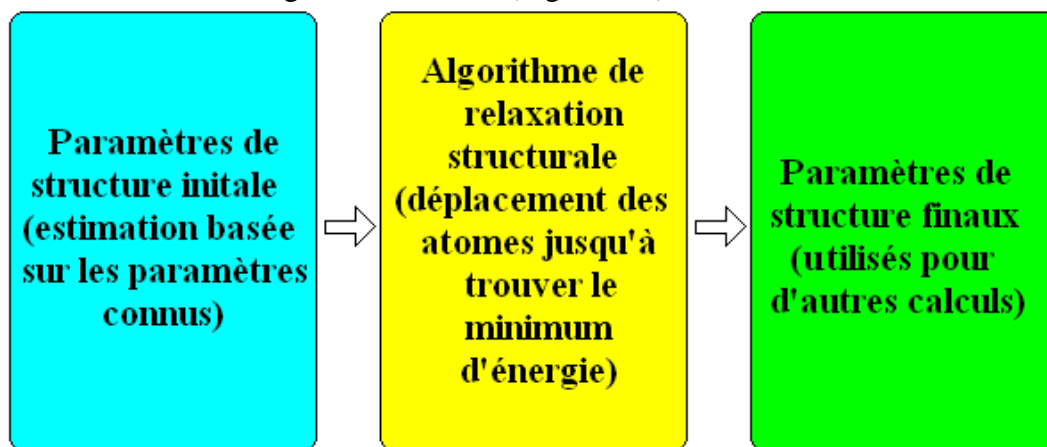 Paramètres de
structure initale
(estimation basée
sur les paramètres
connus)
Algorithme de
relaxation
structurale
(déplacement des
atomes jusqu'à
trouver le
minimum
d'énergie)
Paramètres de
structure finaux
(utilisés pour
d'autres calculs)